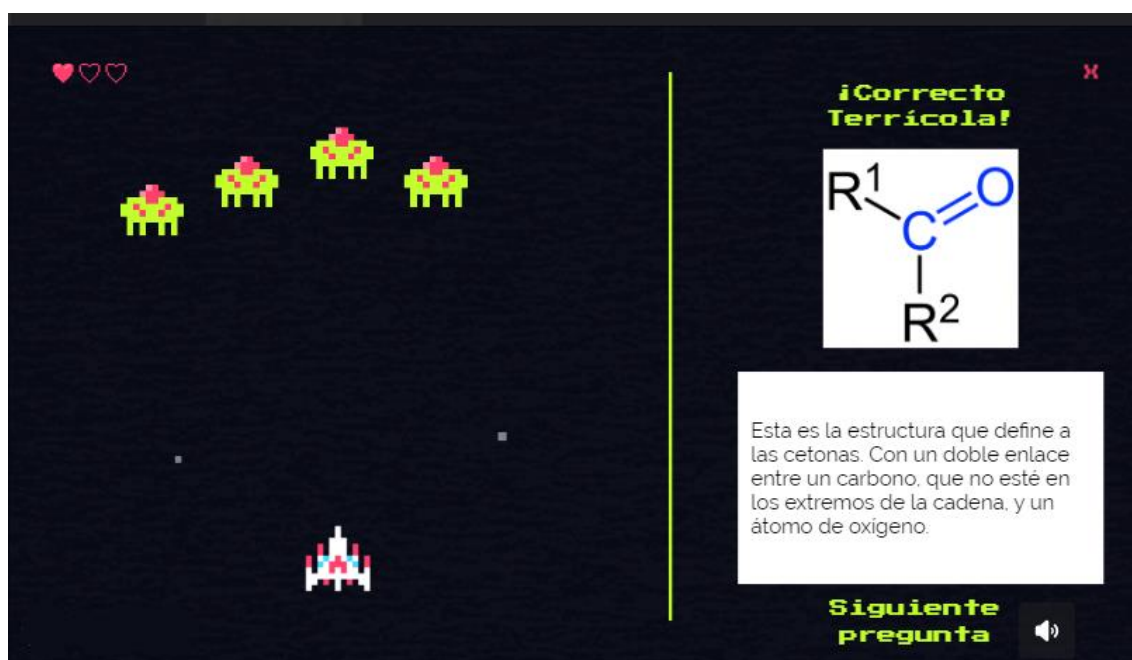 ¡Correcto
Terrícola!
R1
O
C
R2
Esta es la estructura que define a
las cetonas. Con un doble enlace
entre un carbono, que no esté en
los extremos de la cadena, y un
átomo de oxígeno.
Siguiente
pregunta